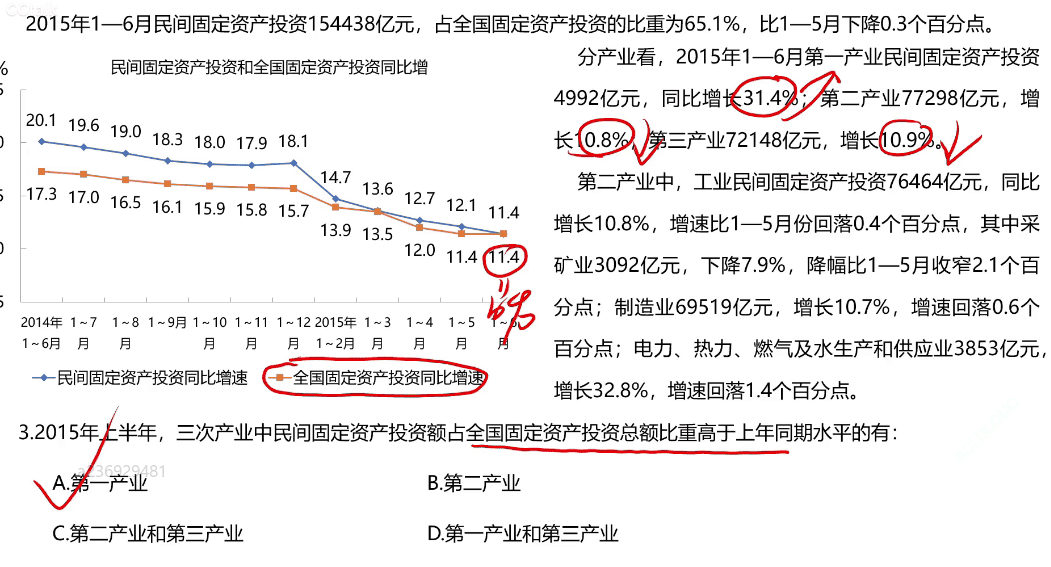 2015年1—6月民间固定资产投资154438亿元，占全国固定资产投资的比重为65.1%，比1—5月下降0.3个百分点。
%
民间固定资产投资和全国固定资产投资同比增
20.1 19.6 19.0 18.3 18.0 17.9 18.1 14.7 13.6 12.7 12.1 11.4
17.3 17.0 16.5 16.1 15.9 15.8 15.7 13.9 13.5 12.0 11.4 11.4
5
0
5
0
5
2014年1～6月 1～7月 1～8月 1～9月 1～10月 1～11月 1～12月 2015年1～2月 1～3月 1～4月 1～5月 1～6月
民间固定资产投资同比增速 全国固定资产投资同比增速
分产业看，2015年1—6月第一产业民间固定资产投资
4992亿元，同比增长31.4%；第二产业77298亿元，增
长10.8%，第三产业72148亿元，增长10.9%。
第二产业中，工业民间固定资产投资76464亿元，同比
增长10.8%，增速比1—5月份回落0.4个百分点，其中采
矿业3092亿元，下降7.9%，降幅比1—5月收窄2.1个百
分点；制造业69519亿元，增长10.7%，增速回落0.6个
百分点；电力、热力、燃气及水生产和供应业3853亿元，
增长32.8%，增速回落1.4个百分点。
3.2015年上半年，三次产业中民间固定资产投资额占全国固定资产投资总额比重高于上年同期水平的有：
a236929481
A.第一产业
B.第二产业
C.第二产业和第三产业
D.第一产业和第三产业